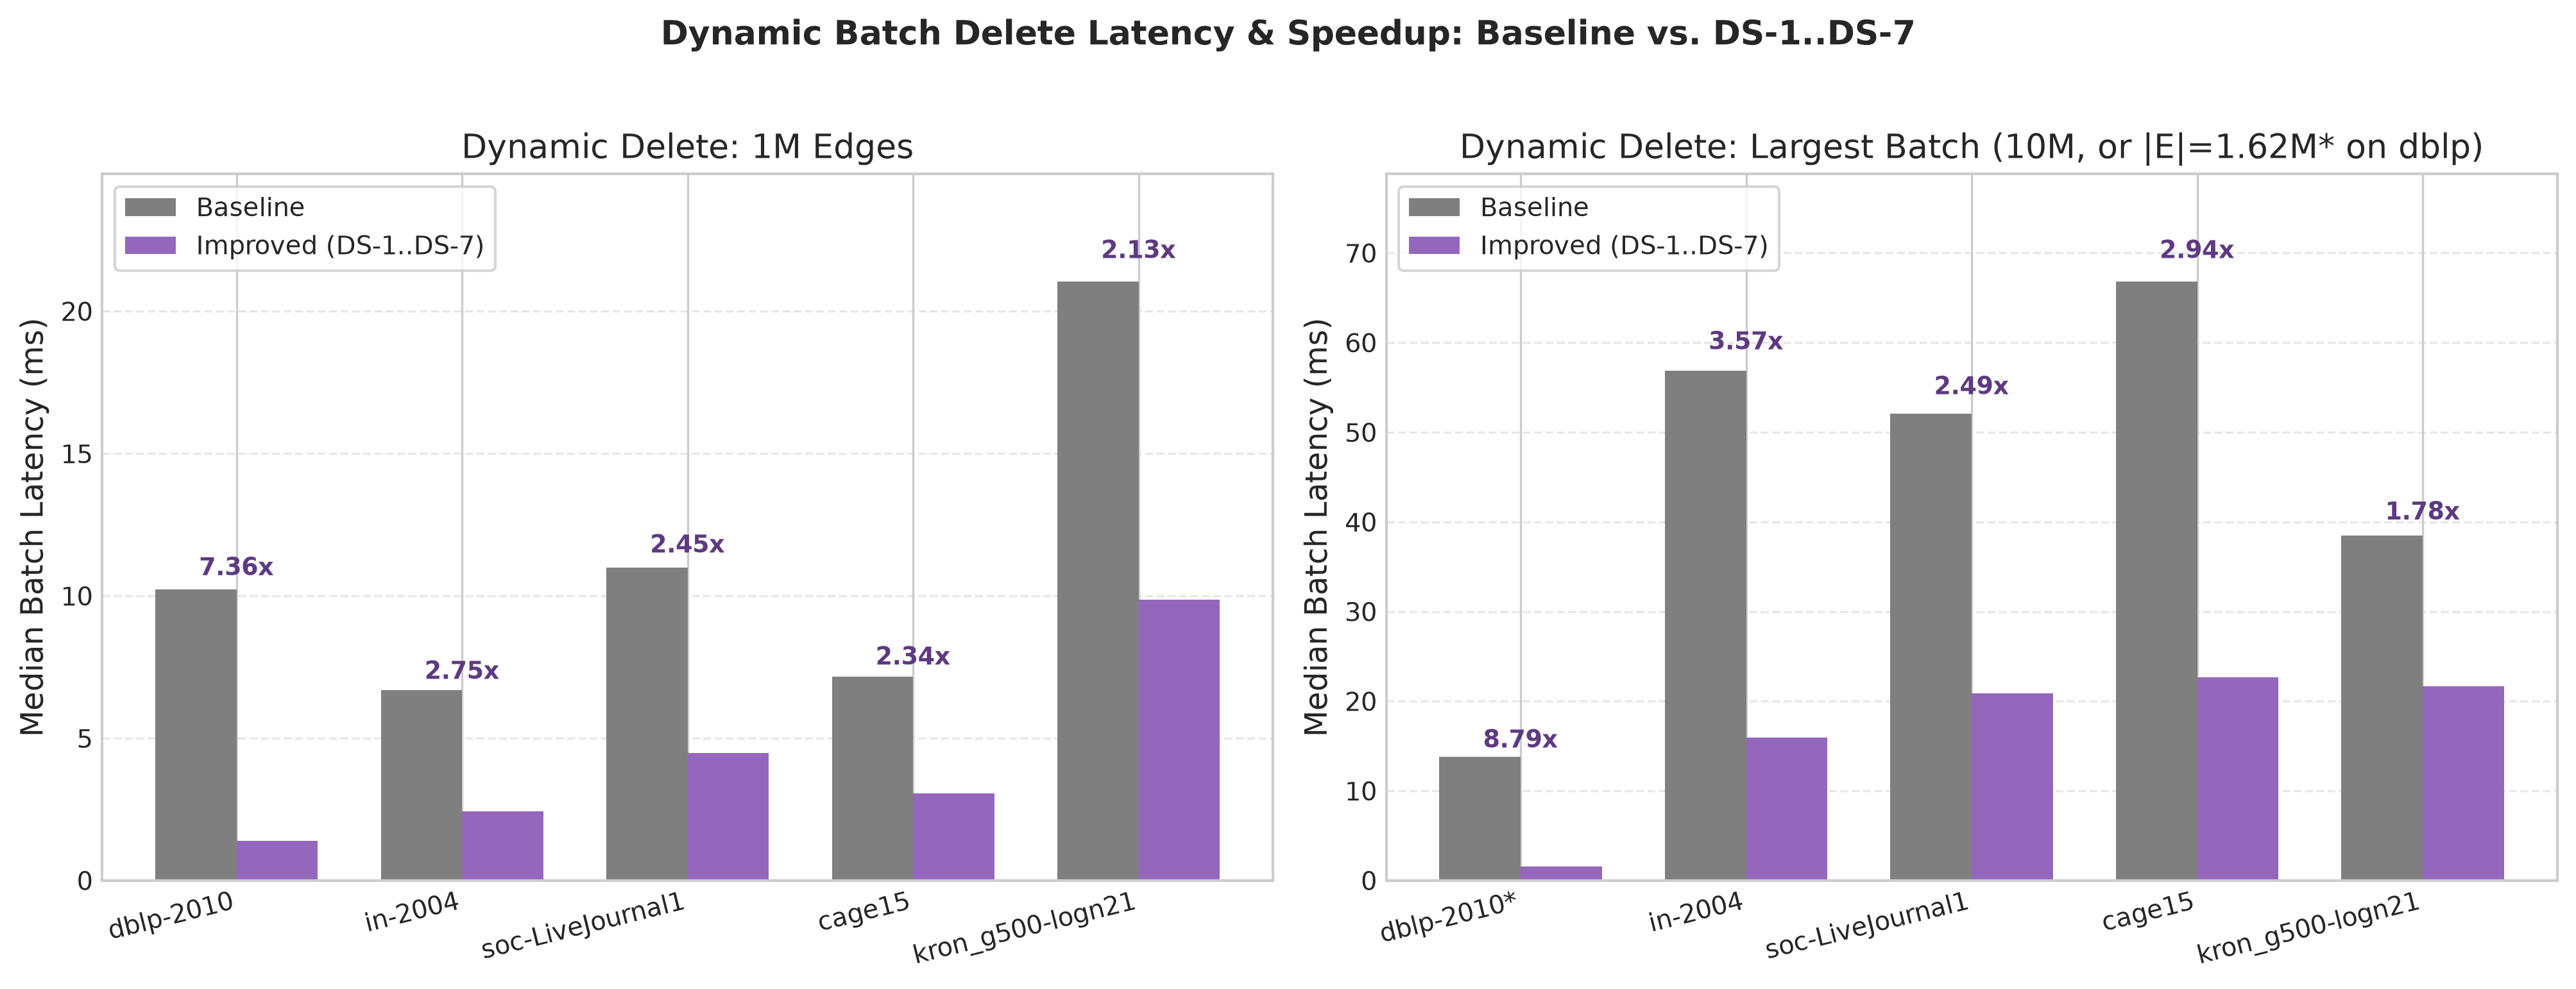 Dynamic Batch Delete Latency & Speedup: Baseline vs. DS-1..DS-7
Dynamic Delete: 1M Edges
Baseline
Improved (DS-1..DS-7)
Median Batch Latency (ms)
20
15
10
5
0
7.36x
2.75x
2.45x
2.34x
2.13x
dblp-2010
in-2004
soc-LiveJournal1
cage15
kron_g500-logn21
Dynamic Delete: Largest Batch (10M, or |E|=1.62M* on dblp)
Baseline
Improved (DS-1..DS-7)
Median Batch Latency (ms)
70
60
50
40
30
20
10
0
8.79x
3.57x
2.49x
2.94x
1.78x
dblp-2010*
in-2004
soc-LiveJournal1
cage15
kron_g500-logn21